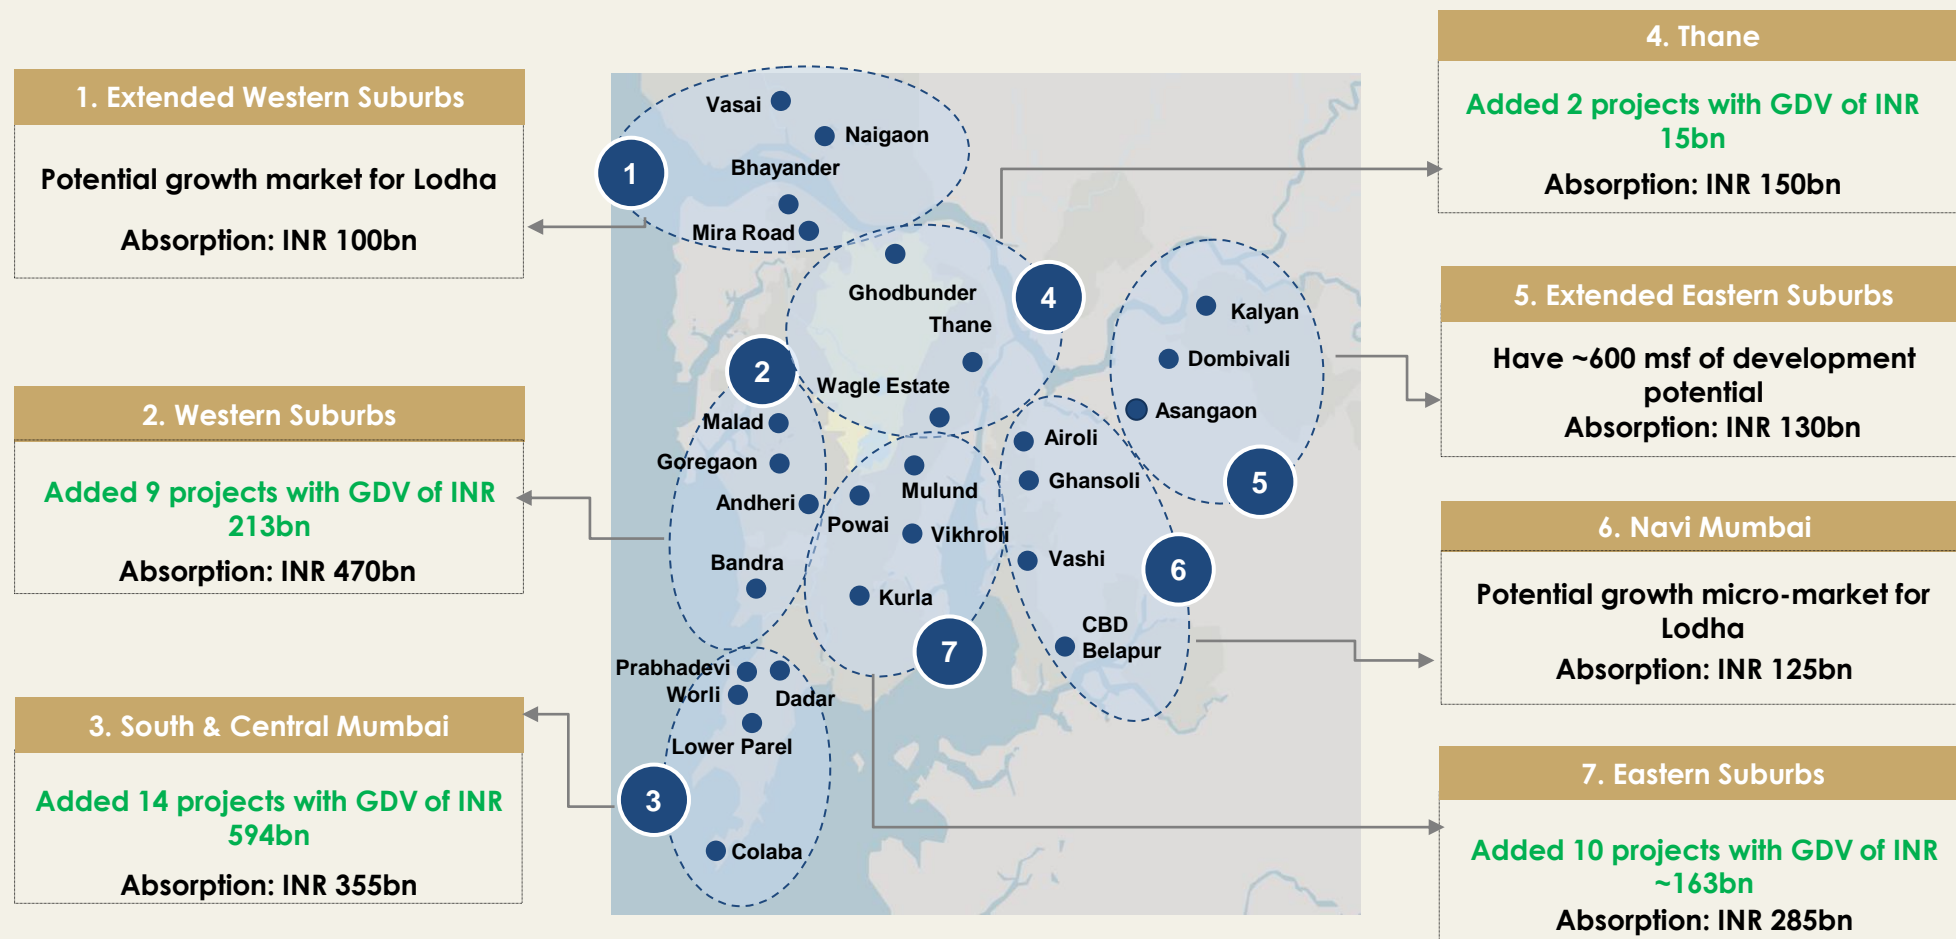 1. Extended Western Suburbs
Potential growth market for Lodha
Absorption: INR 100bn
2. Western Suburbs
Added 9 projects with GDV of INR
213bn
Absorption: INR 470bn
3. South & Central Mumbai
Added 14 projects with GDV of INR
594bn
Absorption: INR 355bn
Vasai
Naigaon
Bhayander
1
Mira Road
Ghodbunder
4
Thane
2
Wagle Estate
Malad
Goregaon
Andheri
Bandra
Mulund
Powai
Vikhroli
Kurla
7
Kalyan
Dombivali
Asangaon
5
Airoli
Ghansoli
Vashi
6
CBD
Belapur
Prabhadevi
Worli
Dadar
Lower Parel
3
Colaba
4. Thane
Added 2 projects with GDV of INR
15bn
Absorption: INR 150bn
5. Extended Eastern Suburbs
Have ~600 msf of development
potential
Absorption: INR 130bn
6. Navi Mumbai
Potential growth micro-market for
Lodha
Absorption: INR 125bn
7. Eastern Suburbs
Added 10 projects with GDV of INR
~163bn
Absorption: INR 285bn